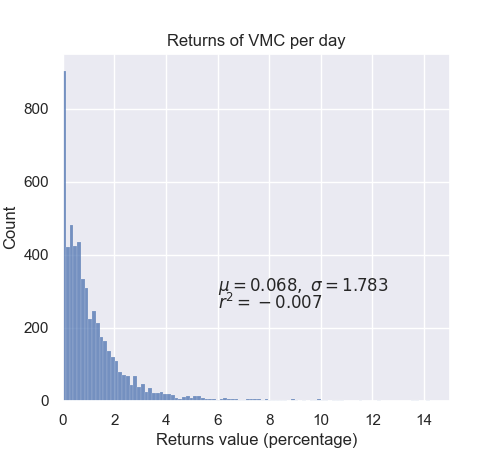 Returns of VMC per day
800
600
400
200
0
Count
μ = 0.068, σ = 1.783
r² = −0.007
0 2 4 6 8 10 12 14
Returns value (percentage)